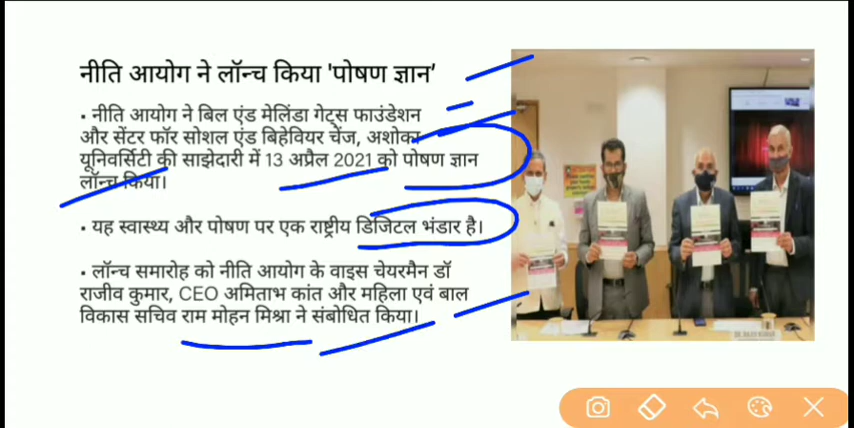 नीति आयोग ने लॉन्च किया 'पोषण ज्ञान'
• नीति आयोग ने बिल एंड मेलिंडा गेट्स फाउंडेशन
और सेंटर फॉर सोशल एंड बिहेवियर चेंज, अशोका
यूनिवर्सिटी की साझेदारी में 13 अप्रैल 2021 को पोषण ज्ञान
लॉन्च किया।
• यह स्वास्थ्य और पोषण पर एक राष्ट्रीय डिजिटल भंडार है।
• लॉन्च समारोह को नीति आयोग के वाइस चेयरमैन डॉ
राजीव कुमार, CEO अमिताभ कांत और महिला एवं बाल
विकास सचिव राम मोहन मिश्रा ने संबोधित किया।